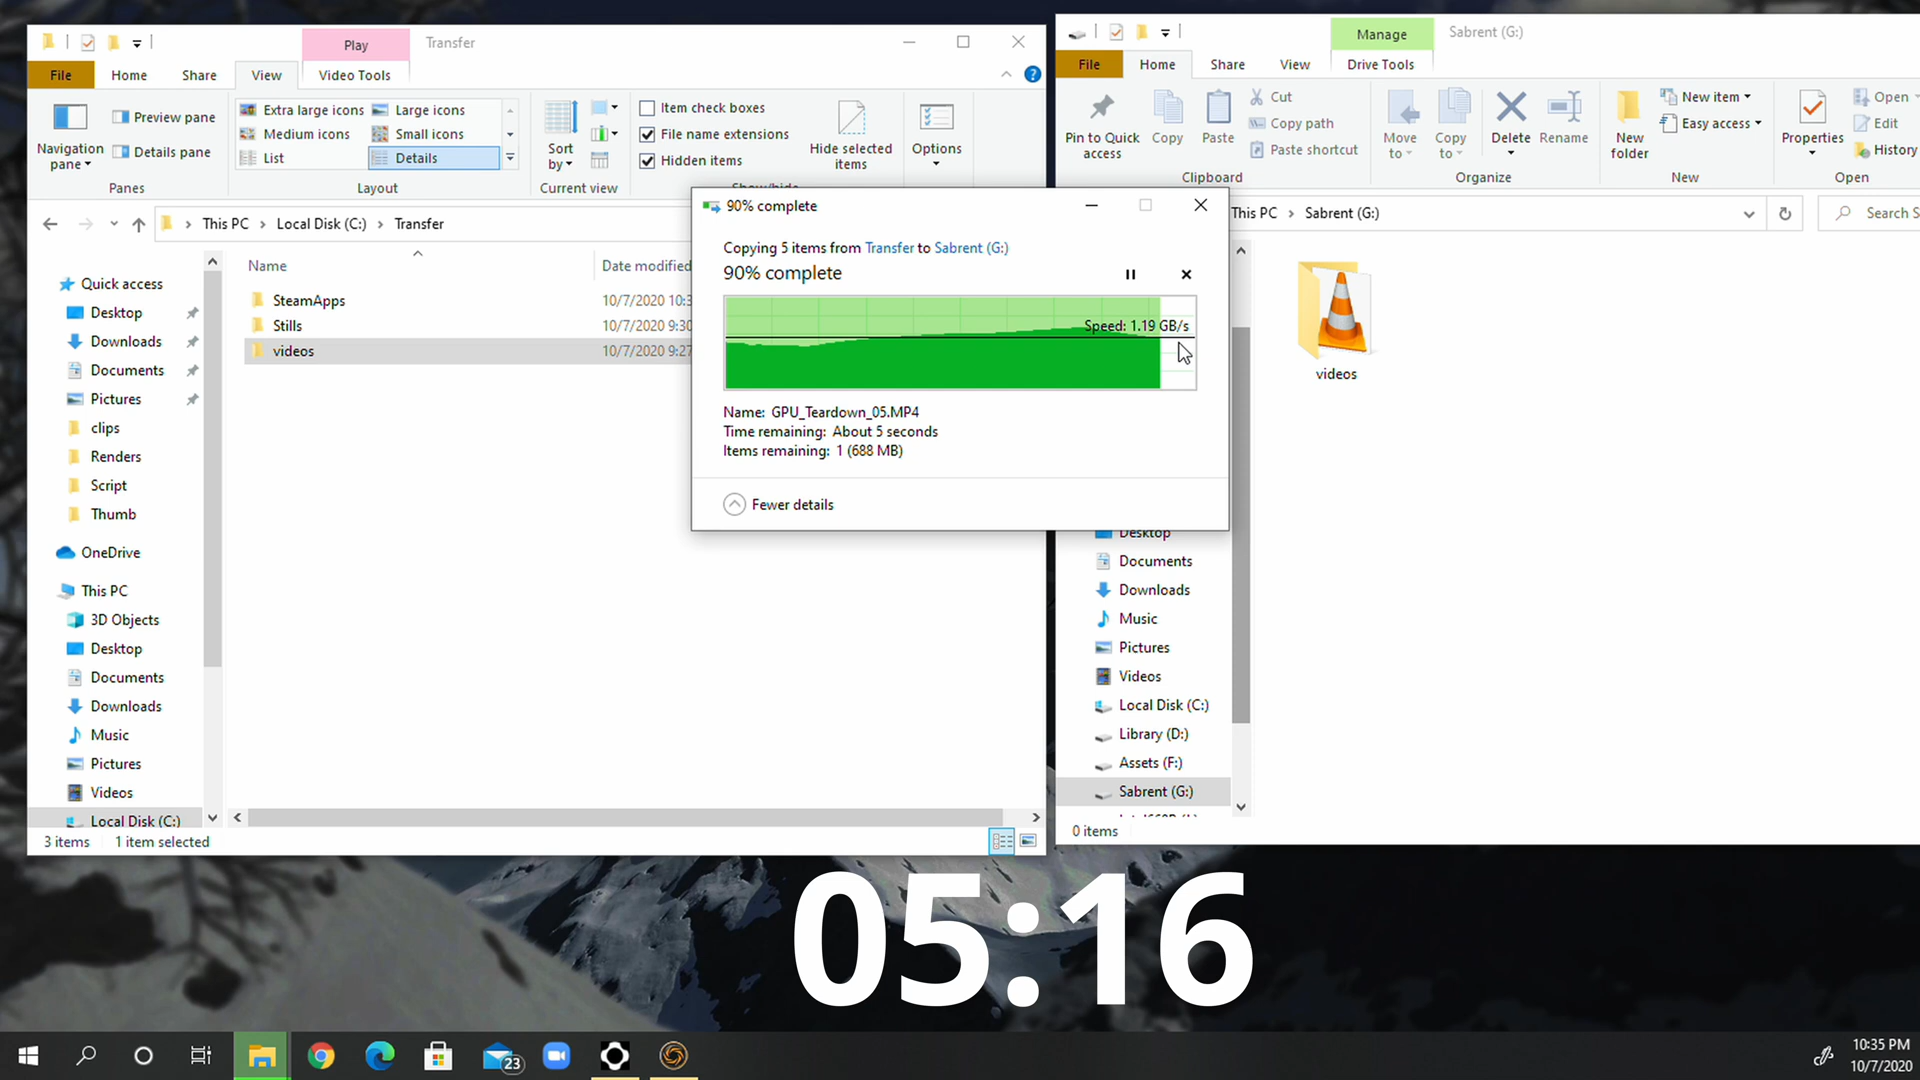 Play
Transfer
File
Home
Share
View
Video Tools
Navigation
pane
Preview pane
Details pane
Panes
Extra large icons
Large icons
Medium icons
Small icons
List
Details
Layout
Sort
by
Current view
Item check boxes
File name extensions
Hidden items
Show/hide
Hide selected
items
Options
This PC
Local Disk (C:)
Transfer
Quick access
Desktop
Downloads
Documents
Pictures
clips
Renders
Script
Thumb
OneDrive
This PC
3D Objects
Desktop
Documents
Downloads
Music
Pictures
Videos
Local Disk (C:)
Name
Date modified
SteamApps
10/7/2020 10:3
Stills
10/7/2020 9:30
videos
10/7/2020 9:27
3 items
1 item selected
90% complete
Copying 5 items from Transfer to Sabrent (G:)
90% complete
Speed: 1.19 GB/s
Name: GPU_Teardown_05.MP4
Time remaining: About 5 seconds
Items remaining: 1 (688 MB)
Fewer details
Manage
Sabrent (G:)
File
Home
Share
View
Drive Tools
Pin to Quick
access
Copy
Paste
Cut
Copy path
Paste shortcut
Clipboard
Move
to
Copy
to
Delete
Rename
Organize
New
folder
New item
Easy access
New
Properties
Open
Edit
History
Open
This PC
Sabrent (G:)
Search S
Desktop
Documents
Downloads
Music
Pictures
Videos
Local Disk (C:)
Library (D:)
Assets (F:)
Sabrent (G:)
videos
0 items
05:16
23
10:35 PM
10/7/2020